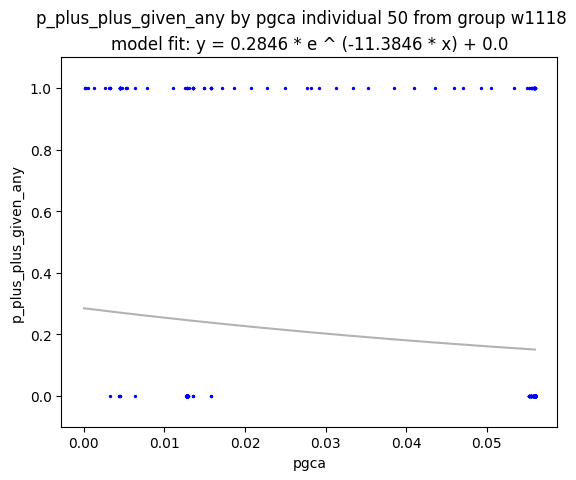 p_plus_plus_given_any by pgca individual 50 from group w1118
model fit: y = 0.2846 * e ^ (-11.3846 * x) + 0.0
1.0
0.8
0.6
0.4
0.2
0.0
p_plus_plus_given_any
0.00 0.01 0.02 0.03 0.04 0.05
pgca